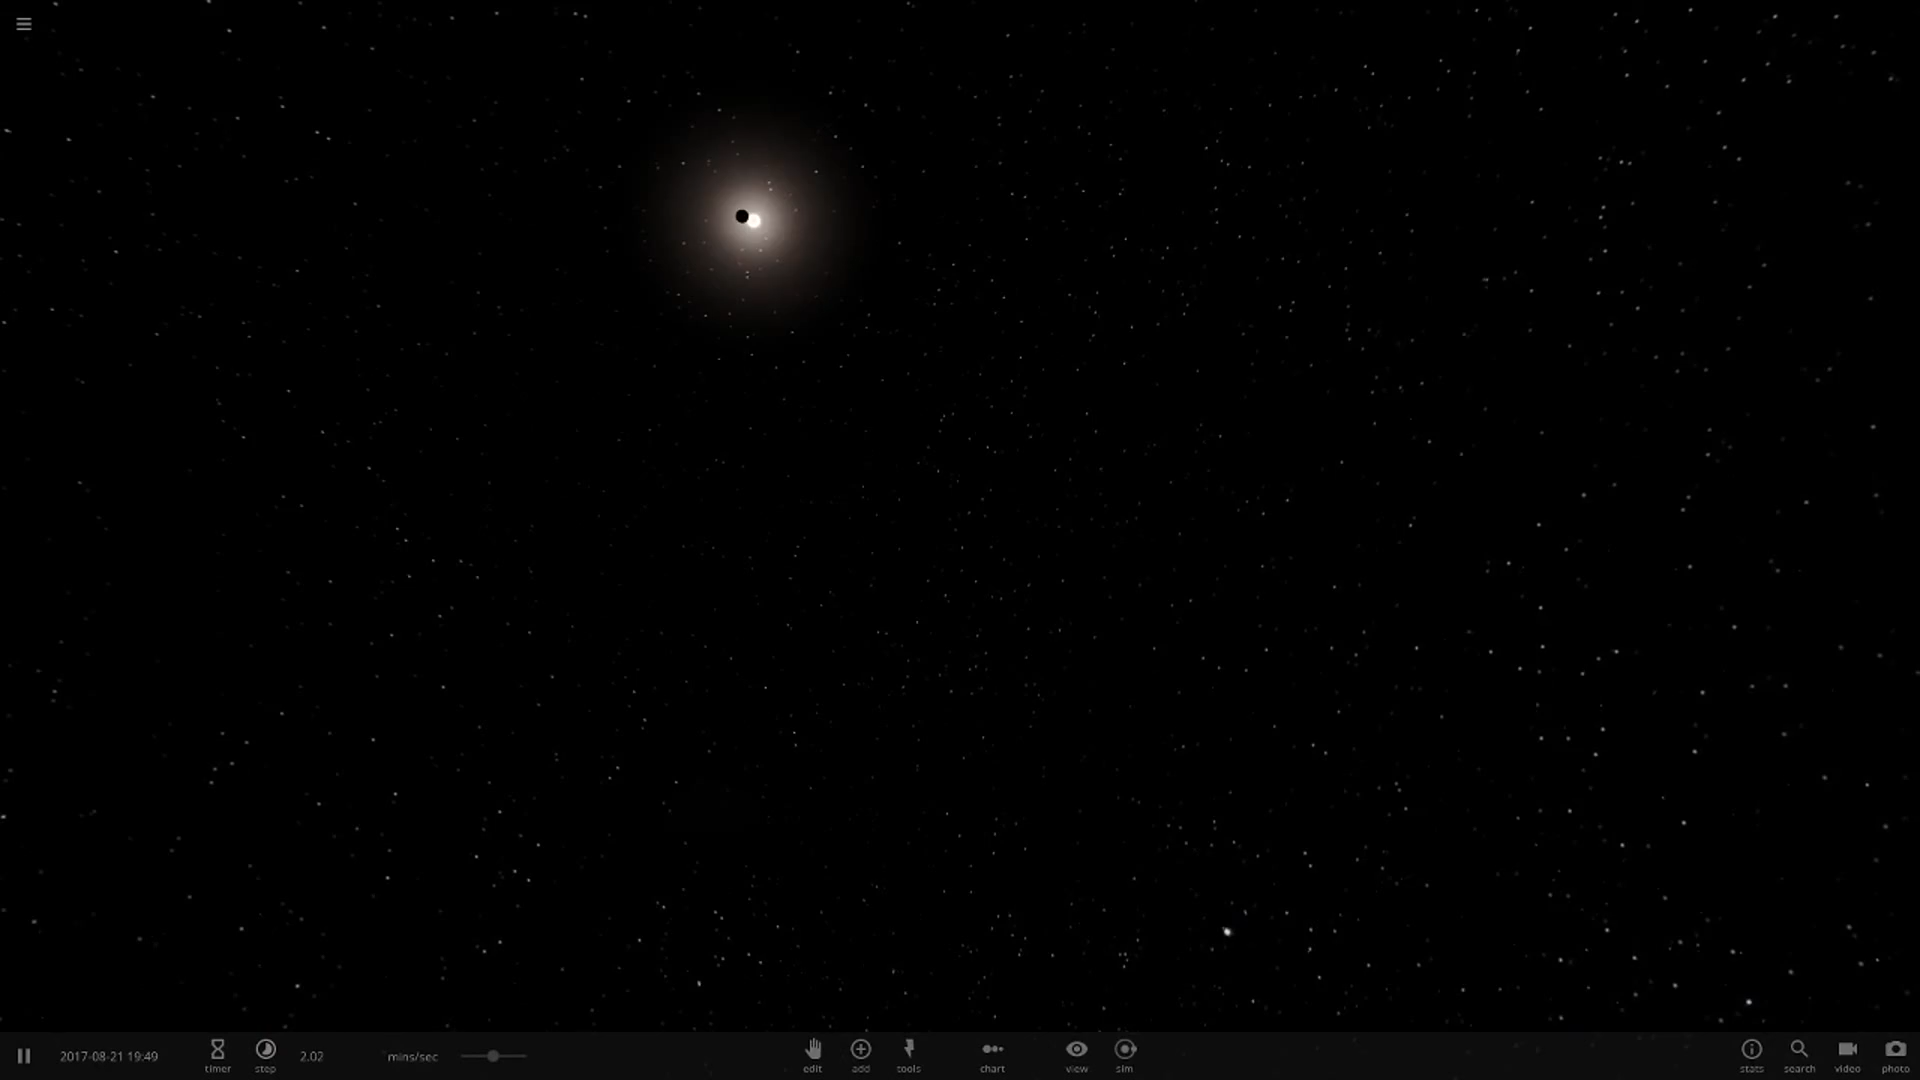 2017-08-21 19:49
timer
step
2.02
mins/sec
edit
add
tools
chart
view
sim
stats
search
video
photo